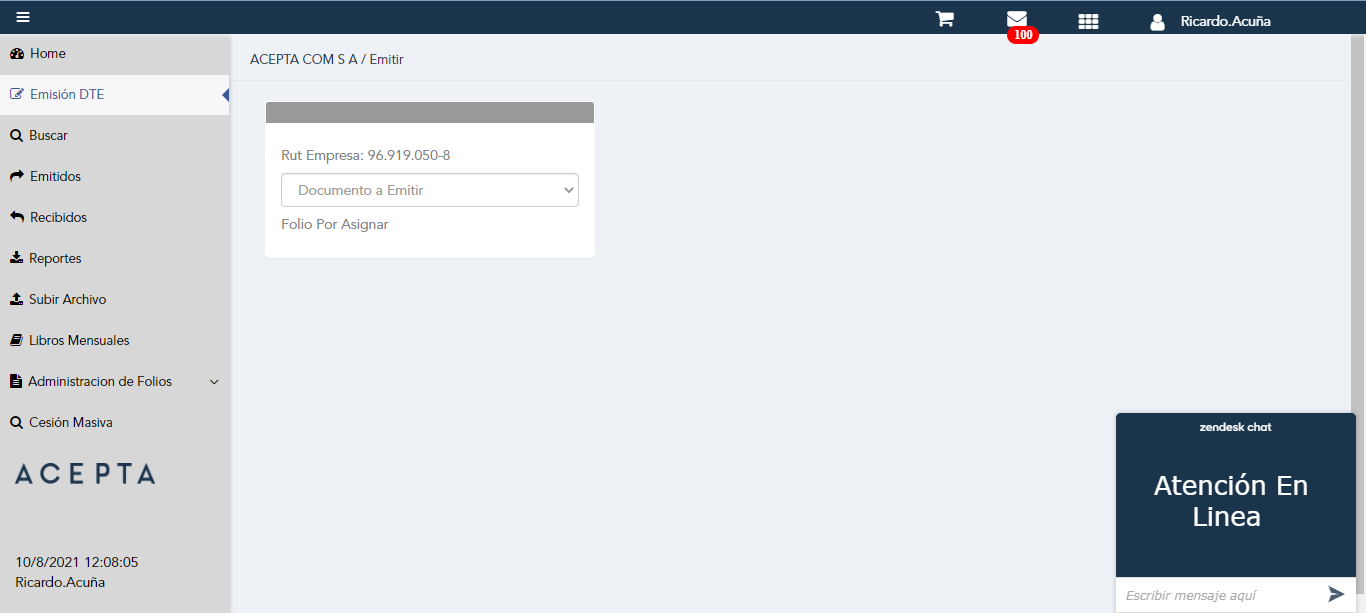 100
Ricardo.Acuña
Home
Emisión DTE
Buscar
Emitidos
Recibidos
Reportes
Subir Archivo
Libros Mensuales
Administracion de Folios
Cesión Masiva
ACEPTA
10/8/2021 12:08:05
Ricardo.Acuña
ACEPTA COM S A / Emitir
Rut Empresa: 96.919.050-8
Documento a Emitir
Folio Por Asignar
zendesk chat
Atención En
Linea
Escribir mensaje aquí